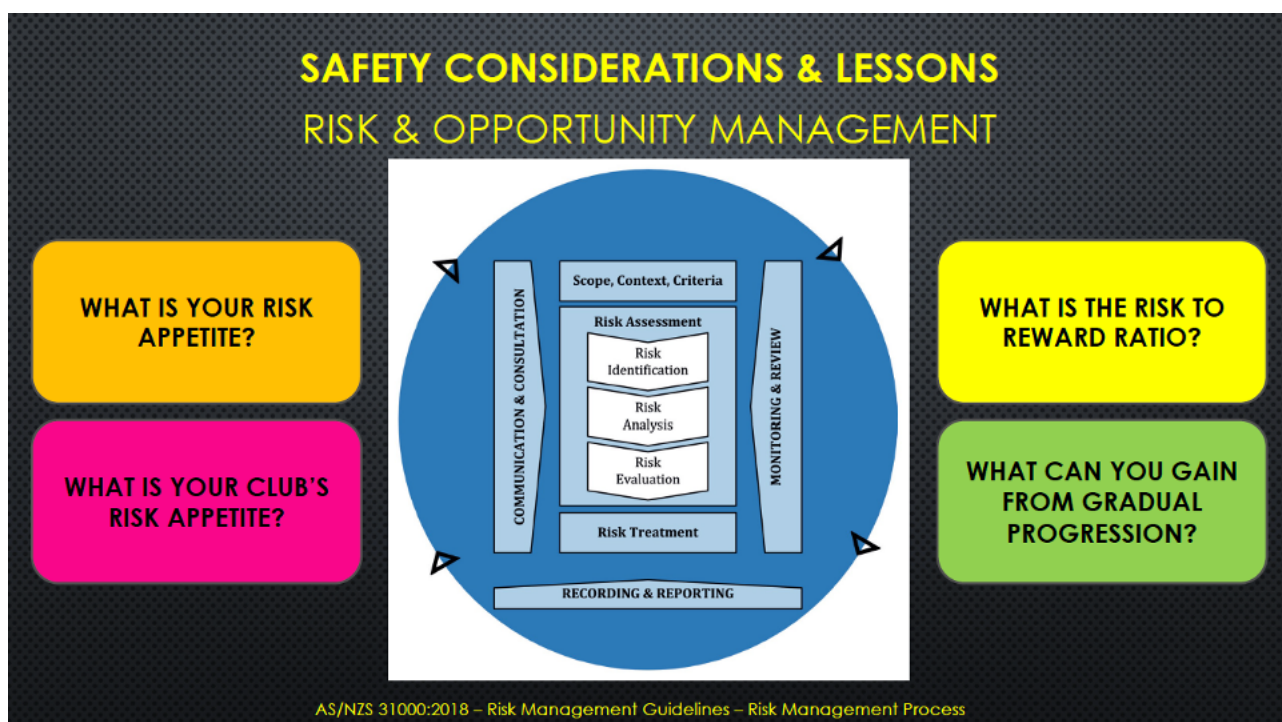 SAFETY CONSIDERATIONS & LESSONS
RISK & OPPORTUNITY MANAGEMENT
WHAT IS YOUR RISK
APPETITE?
WHAT IS YOUR CLUB'S
RISK APPETITE?
COMMUNICATION & CONSULTATION
Scope, Context, Criteria
Risk Assessment
Risk
Identification
Risk
Analysis
Risk
Evaluation
Risk Treatment
MONITORING & REVIEW
RECORDING & REPORTING
WHAT IS THE RISK TO
REWARD RATIO?
WHAT CAN YOU GAIN
FROM GRADUAL
PROGRESSION?
AS/NZS 31000:2018 – Risk Management Guidelines – Risk Management Process